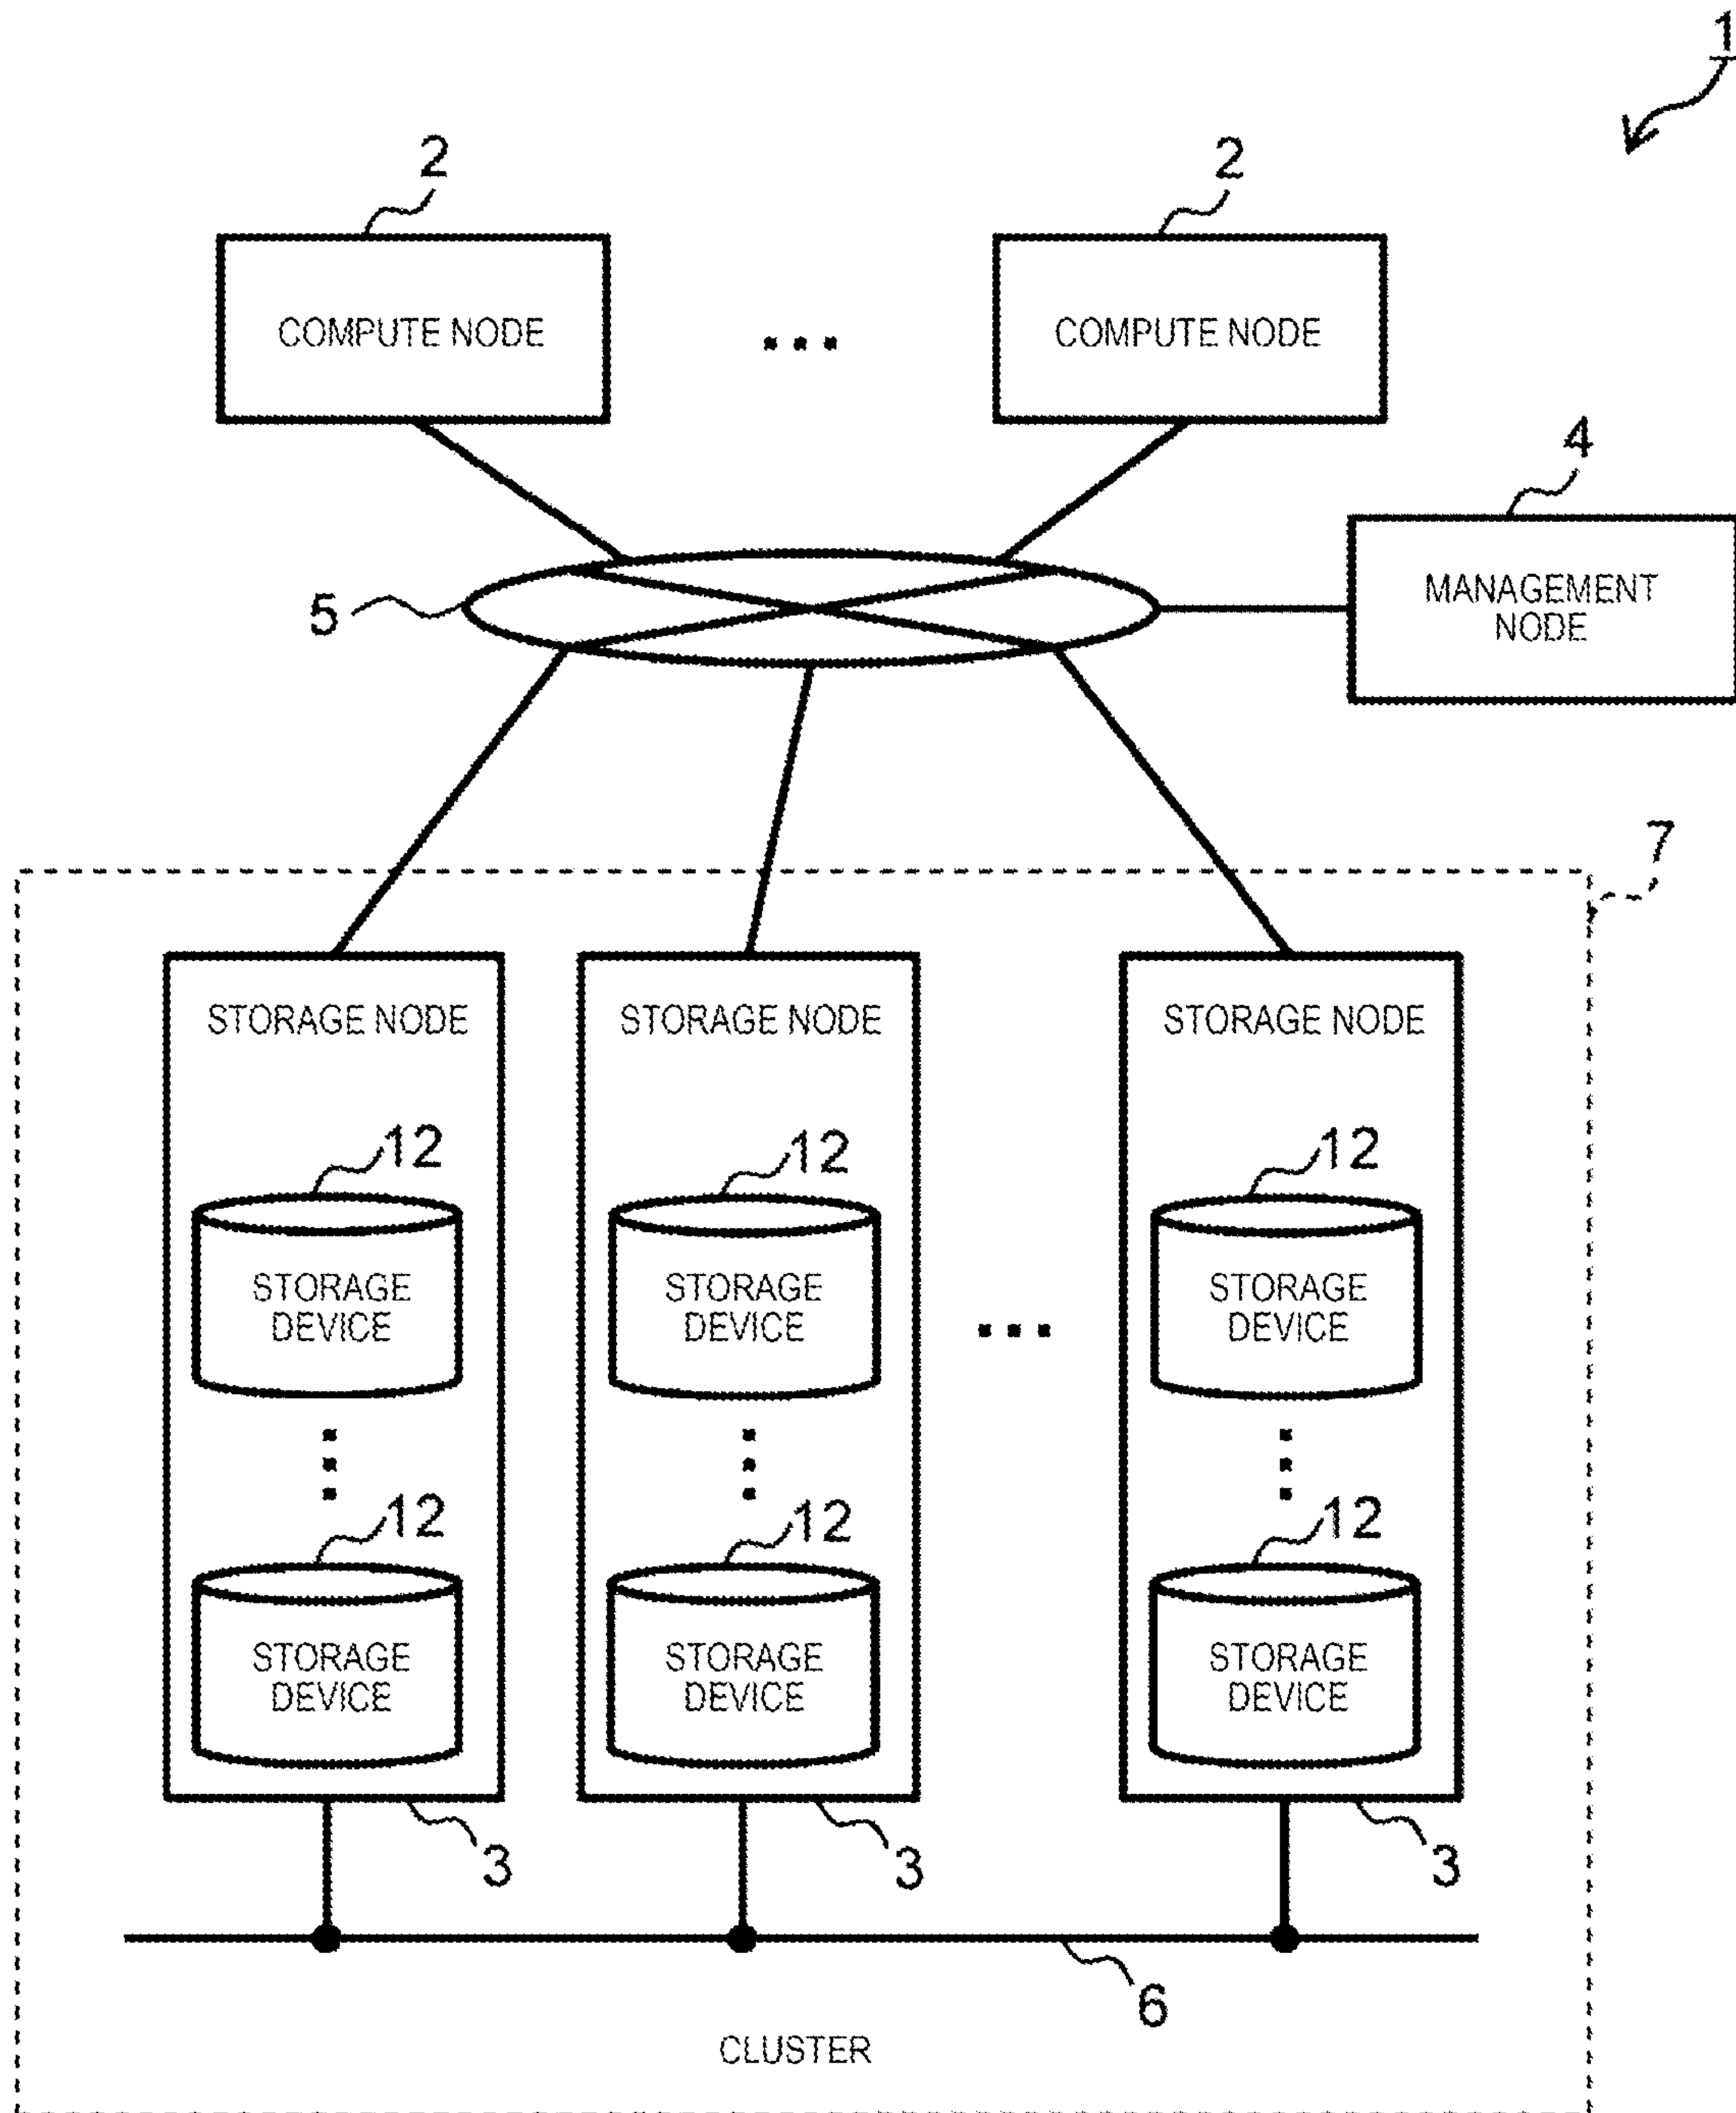 1
2
2
COMPUTE NODE
...
COMPUTE NODE
4
5
MANAGEMENT
NODE
7
STORAGE NODE
STORAGE NODE
STORAGE NODE
12
12
12
STORAGE
DEVICE
STORAGE
DEVICE
...
STORAGE
DEVICE
12
12
12
STORAGE
DEVICE
STORAGE
DEVICE
STORAGE
DEVICE
3
3
3
6
CLUSTER